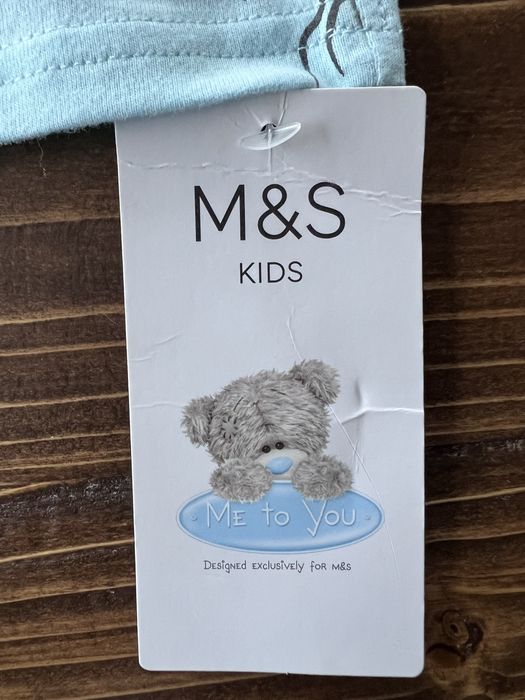 M&S
KIDS
ME to YOU
DESIGNED EXCLUSIVELY FOR M&S